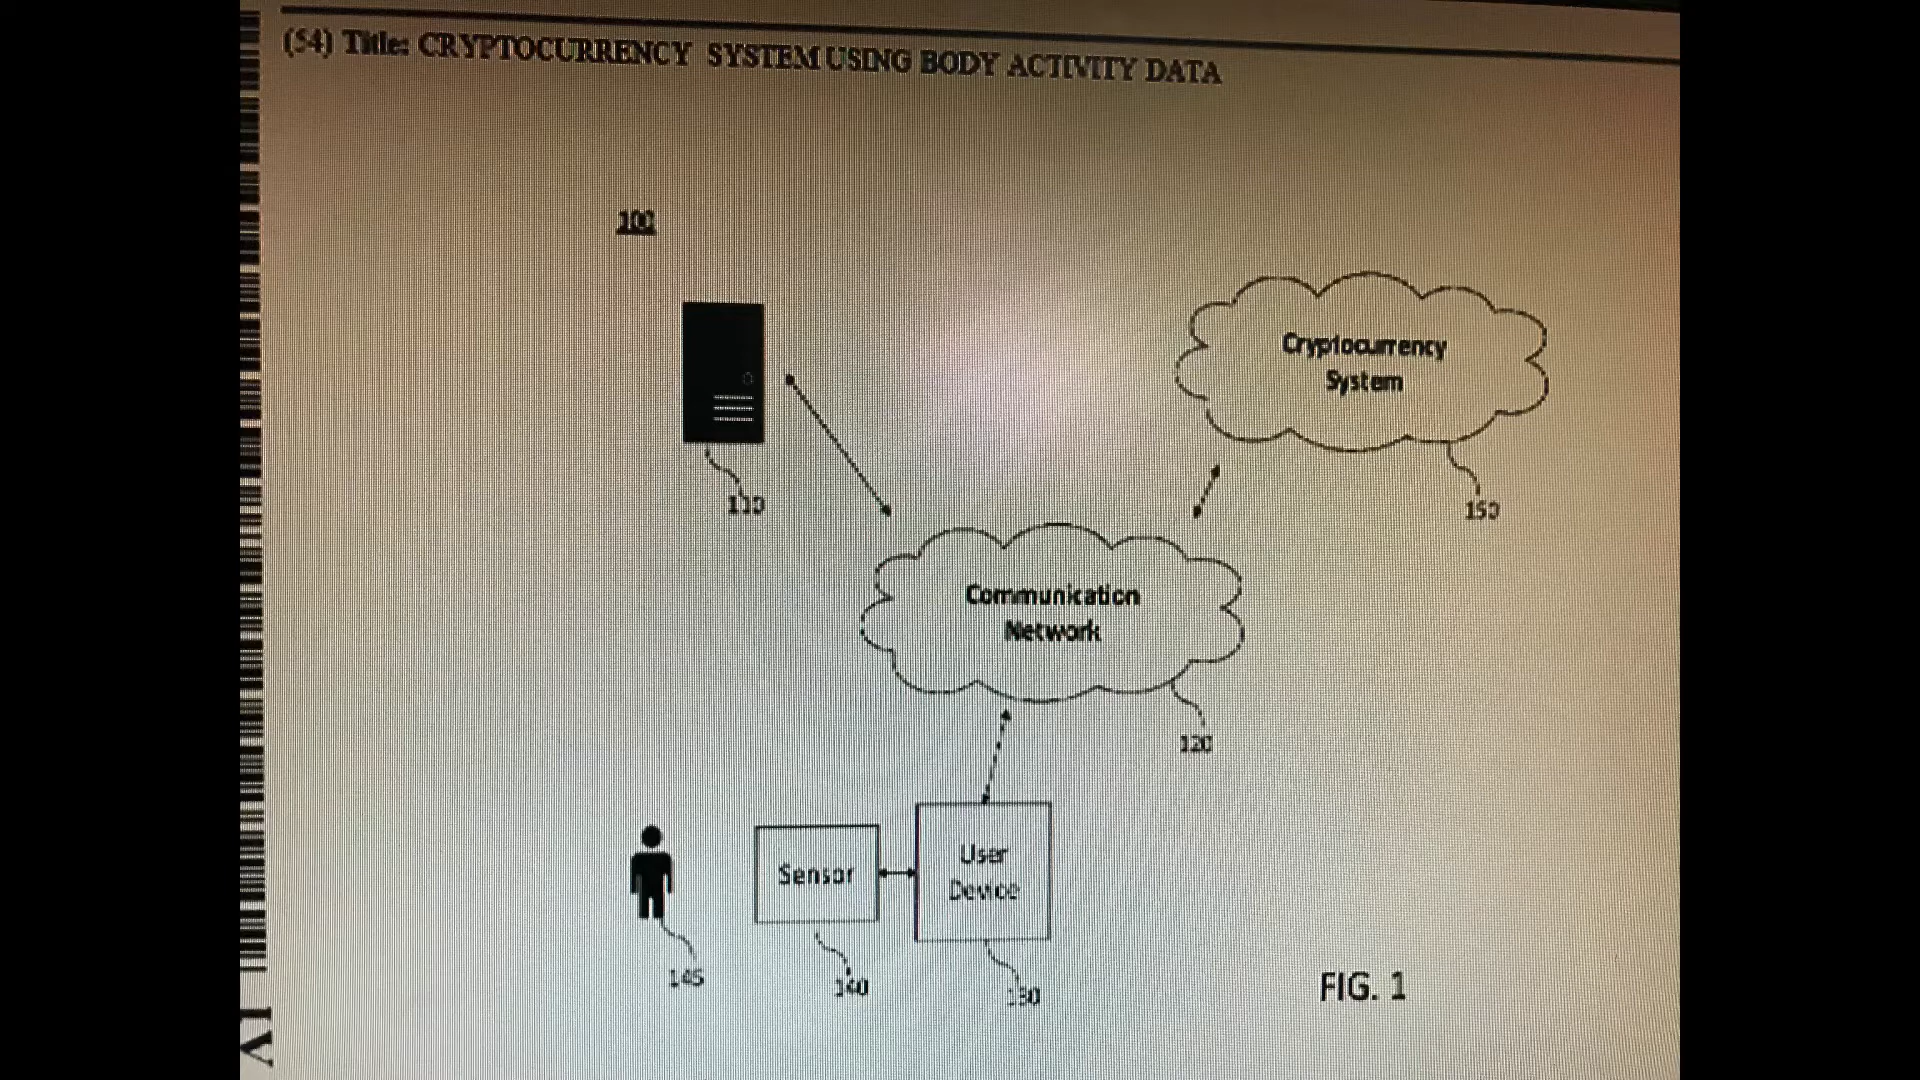 (54) Title: CRYPTOCURRENCY SYSTEM USING BODY ACTIVITY DATA
101
Cryptocurrency
System
110
150
Communication
Network
120
Sensor
User
Device
145
140
130
FIG. 1